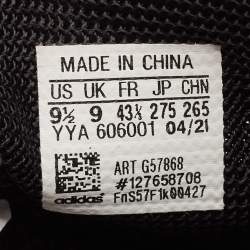 MADE IN CHINA
US UK FR JP CHN
9½ 9 43⅓ 275 265
YYA 606001 04/21
ART G57868
#127658708
adidas FnS57F1k00427